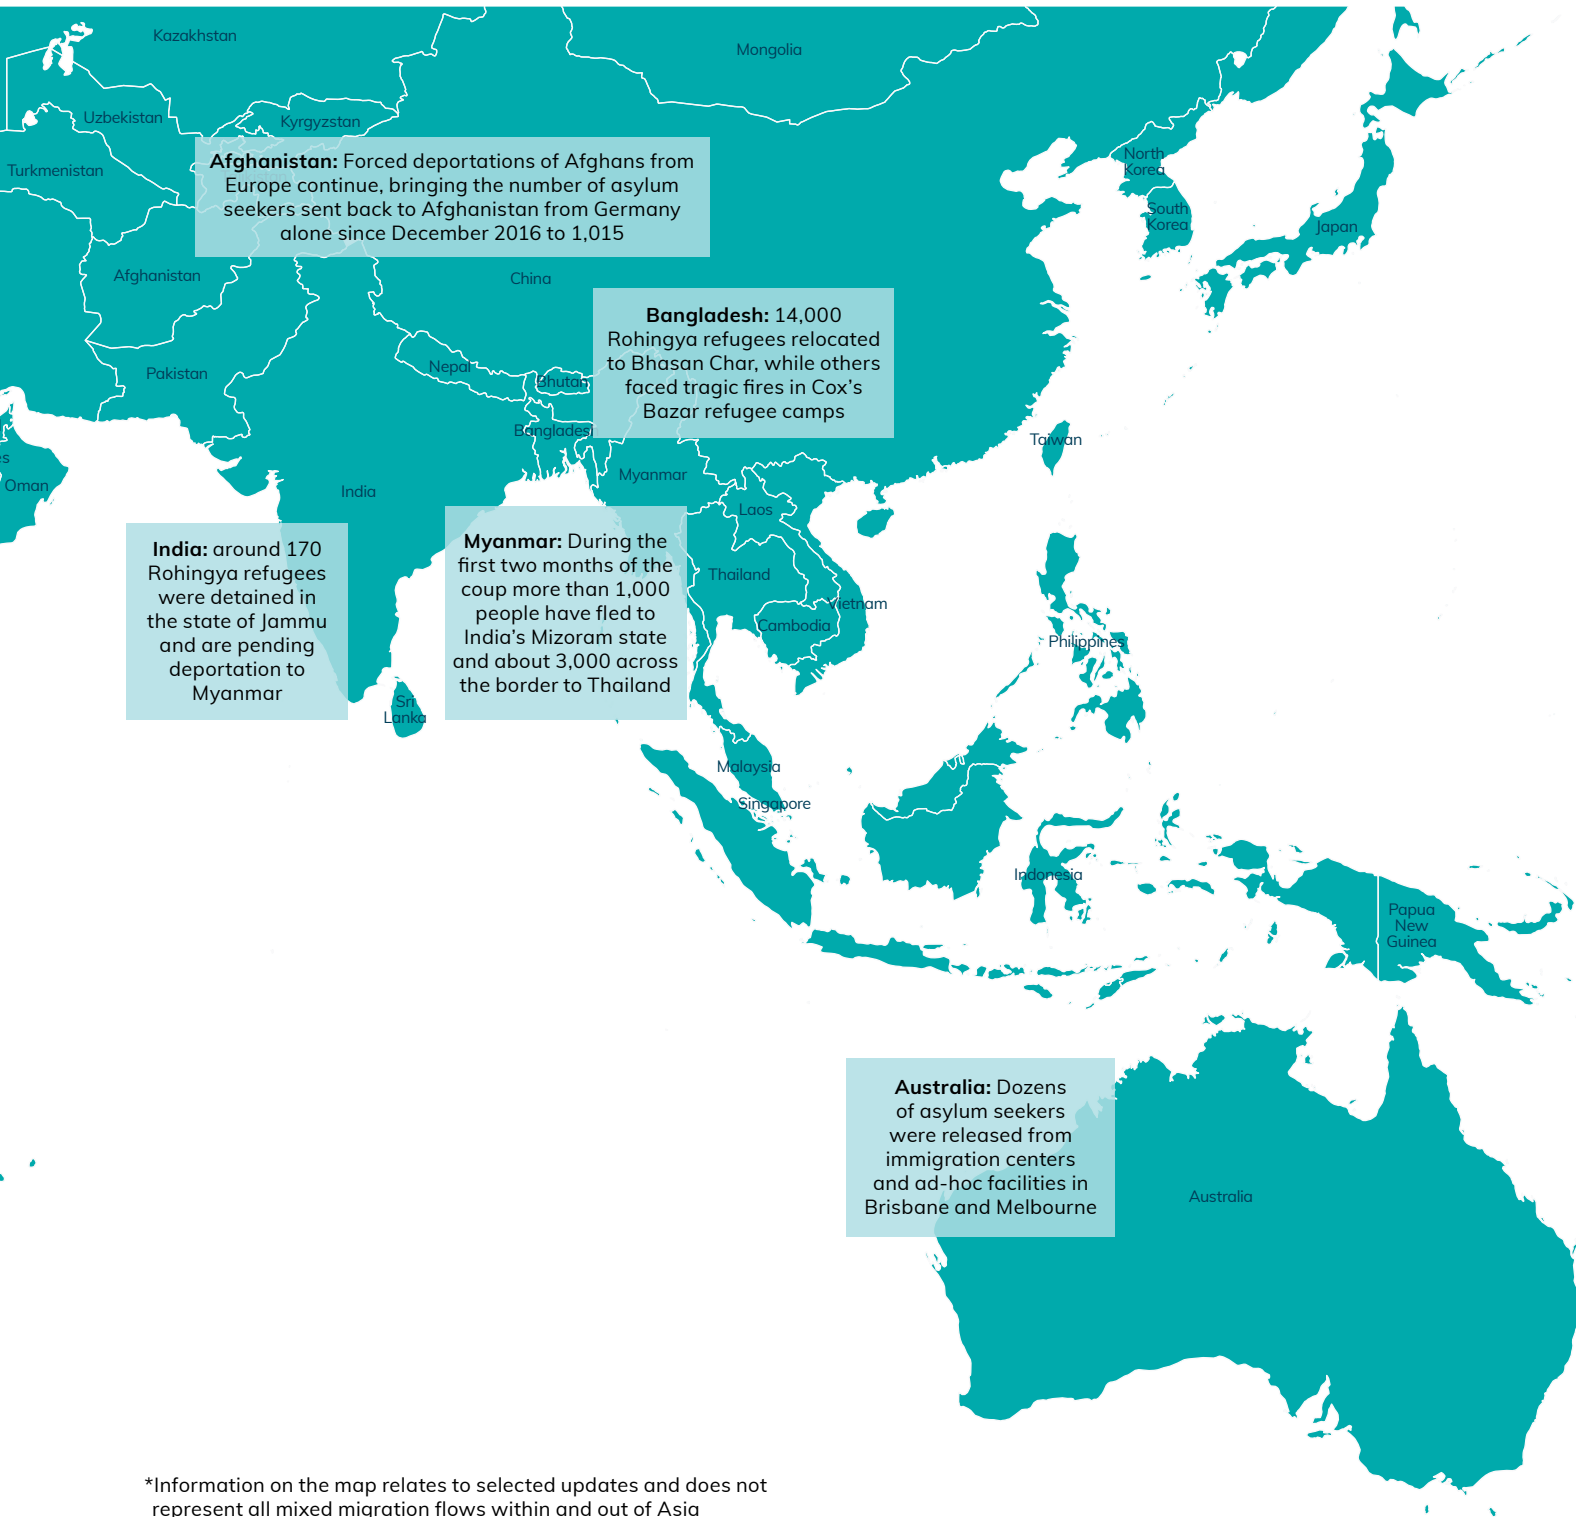 Kazakhstan
Mongolia
Uzbekistan
Kyrgyzstan
Turkmenistan
Afghanistan: Forced deportations of Afghans from
Europe continue, bringing the number of asylum
seekers sent back to Afghanistan from Germany
alone since December 2016 to 1,015
North
Korea
South
Korea
Japan
Afghanistan
China
Bangladesh: 14,000
Rohingya refugees relocated
to Bhasan Char, while others
faced tragic fires in Cox's
Bazar refugee camps
Pakistan
Nepal
Bhutan
Bangladesh
Taiwan
es
Oman
India
Myanmar
Laos
Thailand
Vietnam
Cambodia
Philippines
India: around 170
Rohingya refugees
were detained in
the state of Jammu
and are pending
deportation to
Myanmar
Myanmar: During the
first two months of the
coup more than 1,000
people have fled to
India's Mizoram state
and about 3,000 across
the border to Thailand
Sri
Lanka
Malaysia
Singapore
Indonesia
Papua
New
Guinea
Australia: Dozens
of asylum seekers
were released from
immigration centers
and ad-hoc facilities in
Brisbane and Melbourne
Australia
*Information on the map relates to selected updates and does not
represent all mixed migration flows within and out of Asia